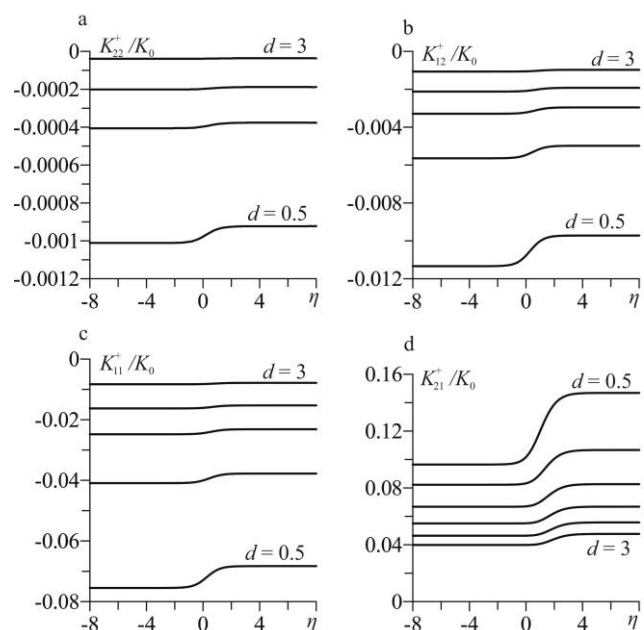 a
K⁺₂₂/K₀
d = 3
0
-0.0002
-0.0004
-0.0006
-0.0008
-0.001
-0.0012
d = 0.5
-8 -4 0 4 η
b
K⁺₁₂/K₀
d = 3
0
-0.004
-0.008
-0.012
d = 0.5
-8 -4 0 4 η
c
K⁺₁₁/K₀
d = 3
0
-0.02
-0.04
-0.06
-0.08
d = 0.5
-8 -4 0 4 η
d
K⁺₂₁/K₀
d = 0.5
0.16
0.12
0.08
0.04
0
d = 3
-8 -4 0 4 η